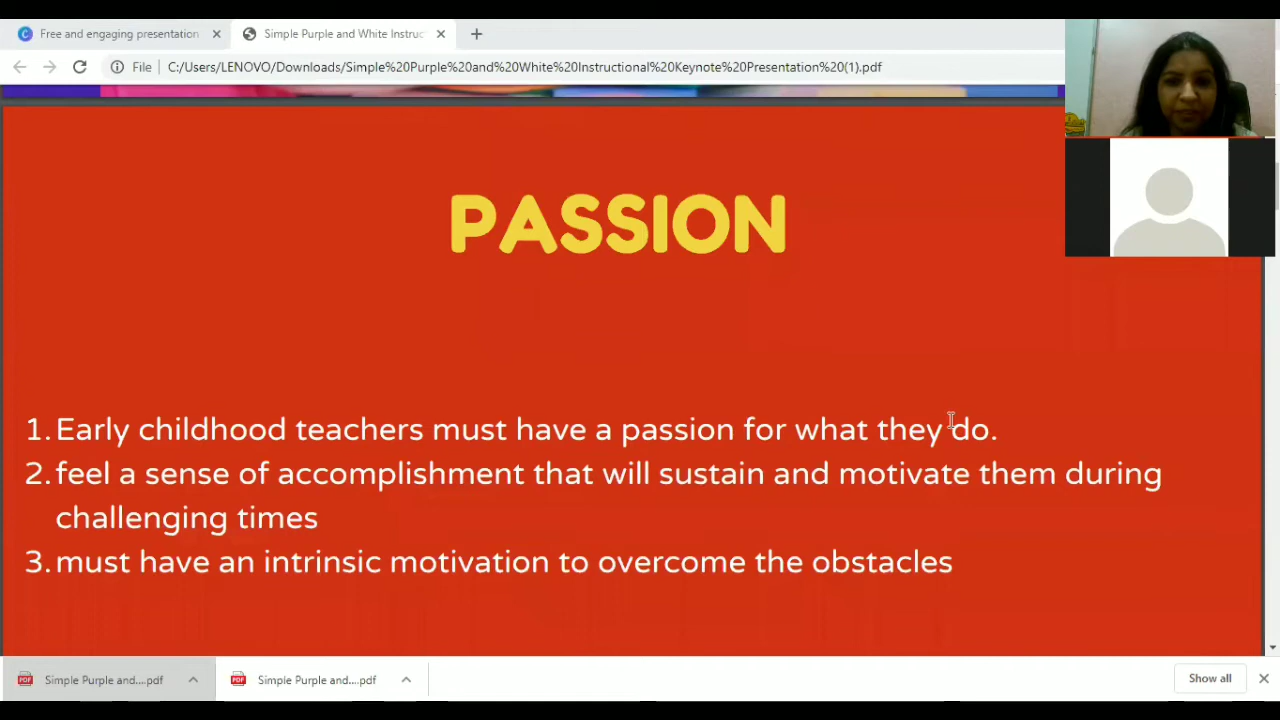 Free and engaging presentation
Simple Purple and White Instruc
File
C:/Users/LENOVO/Downloads/Simple%20Purple%20and%20White%20Instructional%20Keynote%20Presentation%20(1).pdf
PASSION
1. Early childhood teachers must have a passion for what they do.
2. feel a sense of accomplishment that will sustain and motivate them during
challenging times
3. must have an intrinsic motivation to overcome the obstacles
Simple Purple and....pdf
Simple Purple and....pdf
Show all